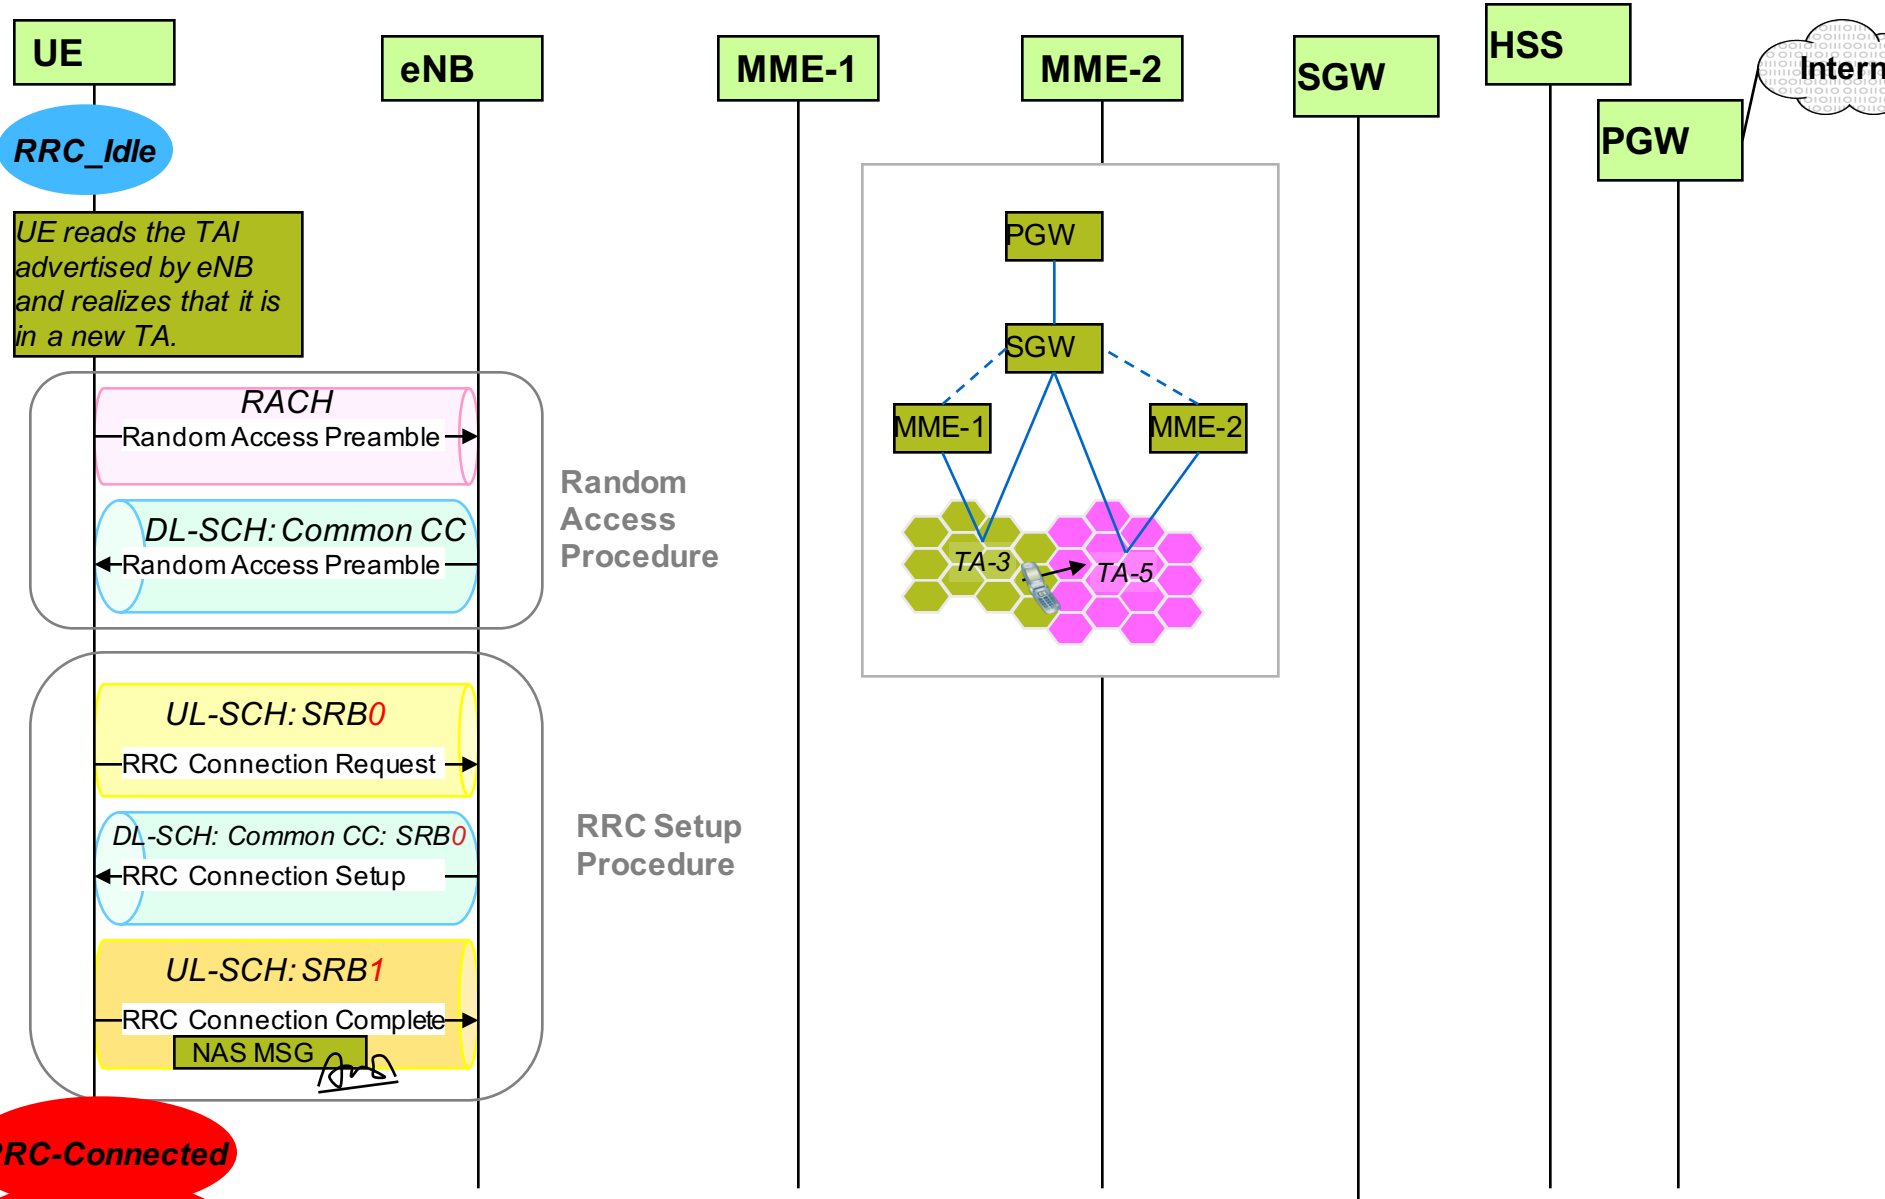 UE
eNB
MME-1
MME-2
SGW
HSS
PGW
Intern
RRC_Idle
UE reads the TAI
advertised by eNB
and realizes that it is
in a new TA.
RACH
Random Access Preamble
DL-SCH: Common CC
Random Access Preamble
Random
Access
Procedure
UL-SCH: SRB0
RRC Connection Request
DL-SCH: Common CC: SRB0
RRC Connection Setup
UL-SCH: SRB1
RRC Connection Complete
NAS MSG
RRC Setup
Procedure
RRC-Connected
PGW
SGW
MME-1
MME-2
TA-3
TA-5